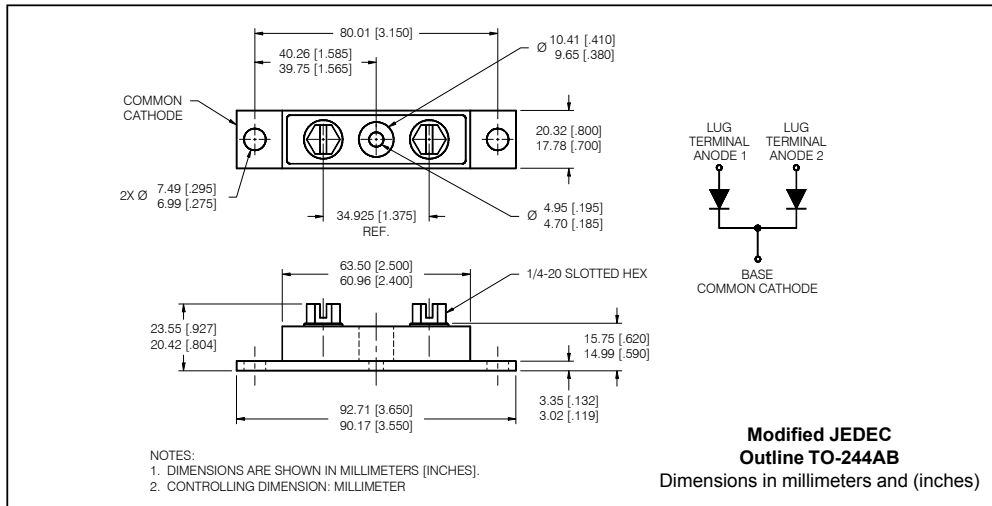 80.01 [3.150]
40.26 [1.585]
39.75 [1.565]
Ø 10.41 [.410]
9.65 [.380]
COMMON
CATHODE
20.32 [.800]
17.78 [.700]
2X Ø 7.49 [.295]
6.99 [.275]
34.925 [1.375]
REF.
Ø 4.95 [.195]
4.70 [.185]
LUG
TERMINAL
ANODE 1
LUG
TERMINAL
ANODE 2
BASE
COMMON CATHODE
63.50 [2.500]
60.96 [2.400]
1/4-20 SLOTTED HEX
23.55 [.927]
20.42 [.804]
15.75 [.620]
14.99 [.590]
3.35 [.132]
3.02 [.119]
92.71 [3.650]
90.17 [3.550]
NOTES:
1. DIMENSIONS ARE SHOWN IN MILLIMETERS [INCHES].
2. CONTROLLING DIMENSION: MILLIMETER
Modified JEDEC
Outline TO-244AB
Dimensions in millimeters and (inches)